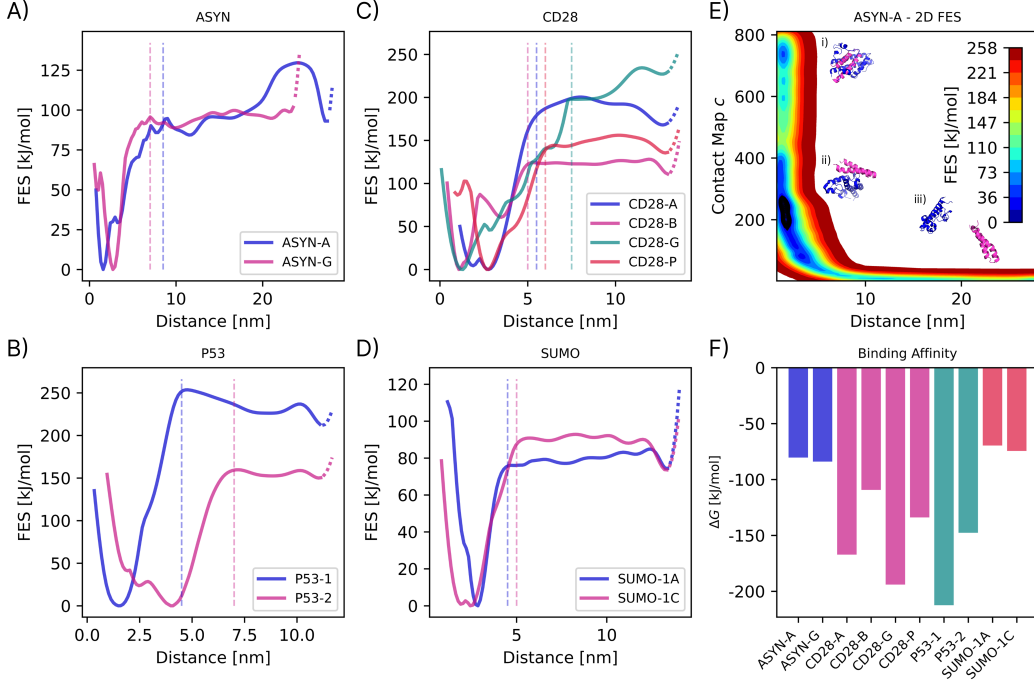 A)
ASYN
FES [kJ/mol]
125
100
75
50
25
0
0
10
20
Distance [nm]
ASYN-A
ASYN-G
C)
CD28
FES [kJ/mol]
250
200
150
100
50
0
0
5
10
Distance [nm]
CD28-A
CD28-B
CD28-G
CD28-P
E)
ASYN-A - 2D FES
Contact Map c
800
600
400
200
10
20
Distance [nm]
i)
ii)
iii)
FES [kJ/mol]
258
221
184
147
110
73
36
0
B)
P53
FES [kJ/mol]
250
200
150
100
50
0
0.0
2.5
5.0
7.5
10.0
Distance [nm]
P53-1
P53-2
D)
SUMO
FES [kJ/mol]
120
100
80
60
40
20
0
5
10
Distance [nm]
SUMO-1A
SUMO-1C
F)
Binding Affinity
ΔG [kJ/mol]
0
-50
-100
-150
-200
ASYN-A
ASYN-G
CD28-A
CD28-B
CD28-G
CD28-P
P53-1
P53-2
SUMO-1A
SUMO-1C